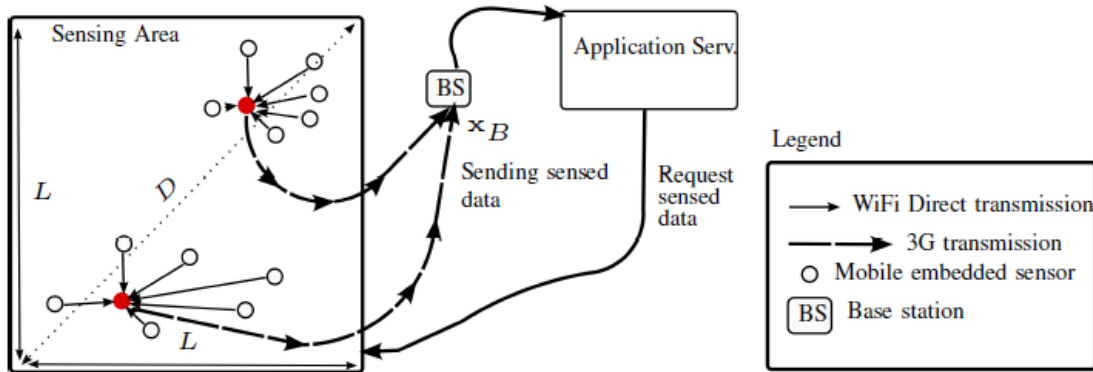 Sensing Area
L
D
L
BS
x_B
Application Serv.
Sending sensed
data
Request
sensed
data
Legend
WiFi Direct transmission
3G transmission
Mobile embedded sensor
BS
Base station